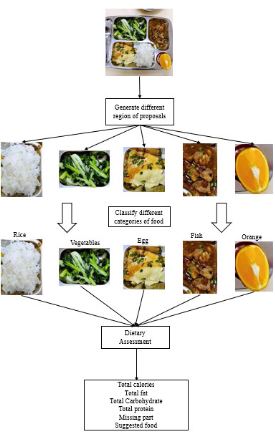 Generate different
region of proposals
Classify different
categories of food
Rice
Vegetables
Egg
Fish
Orange
Dietary
Assessment
Total calories
Total fat
Total Carbohydrate
Total protein
Missing part
Suggested food